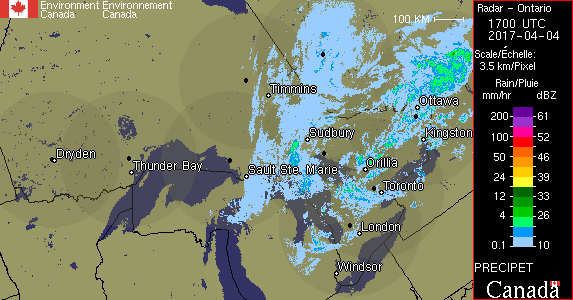 Environment Environnement
Canada Canada
100 KM
Timmins
Ottawa
Sudbury
Kingston
Dryden
Thunder Bay
Sault Ste. Marie
Orillia
Toronto
London
Windsor
Radar - Ontario
1700 UTC
2017-04-04
Scale/Échelle:
3.5 km/Pixel
Rain/Pluie
mm/hr dBZ
200 61
100 52
50 46
24 39
12 33
4 26
0.1 10
PRECIPET
Canada